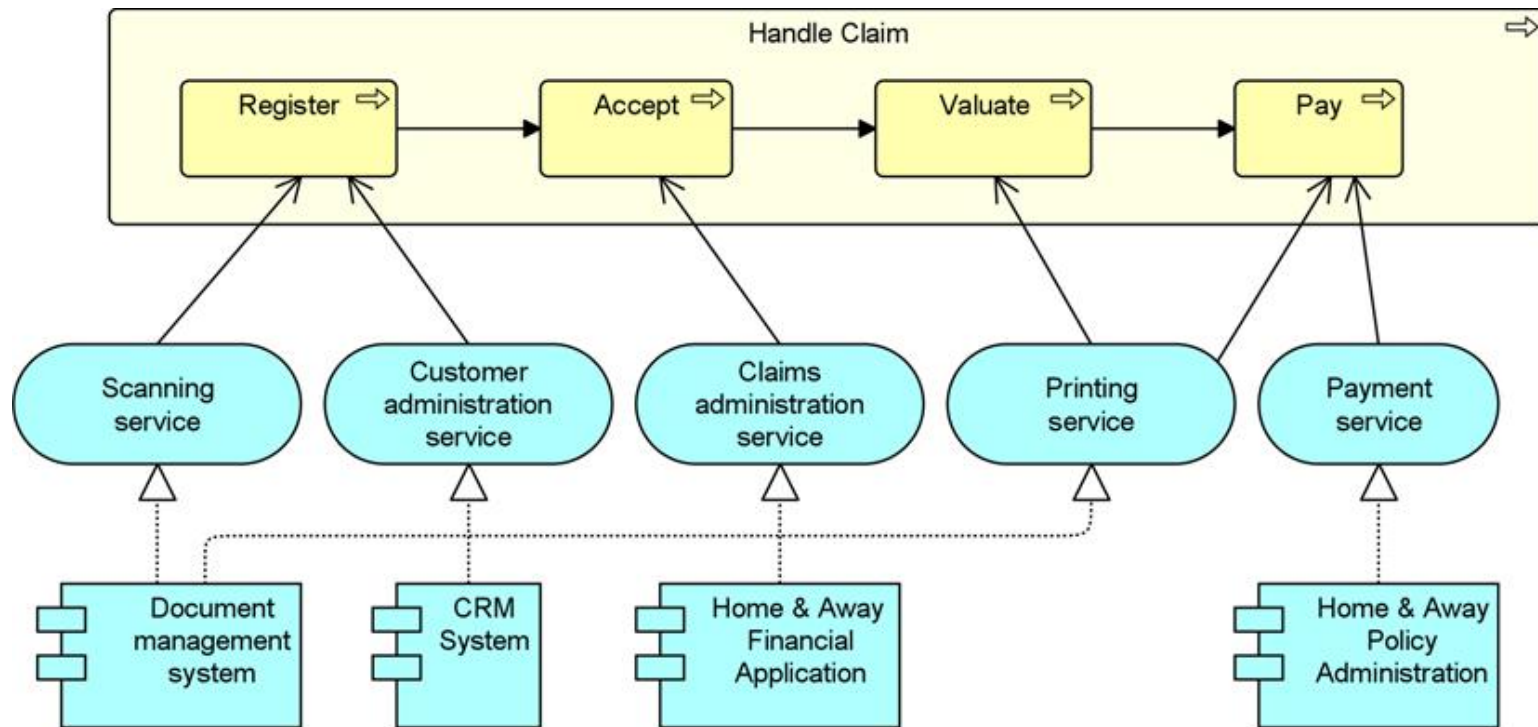 Handle Claim
Register
Accept
Valuate
Pay
Scanning
service
Customer
administration
service
Claims
administration
service
Printing
service
Payment
service
Document
management
system
CRM
System
Home & Away
Financial
Application
Home & Away
Policy
Administration